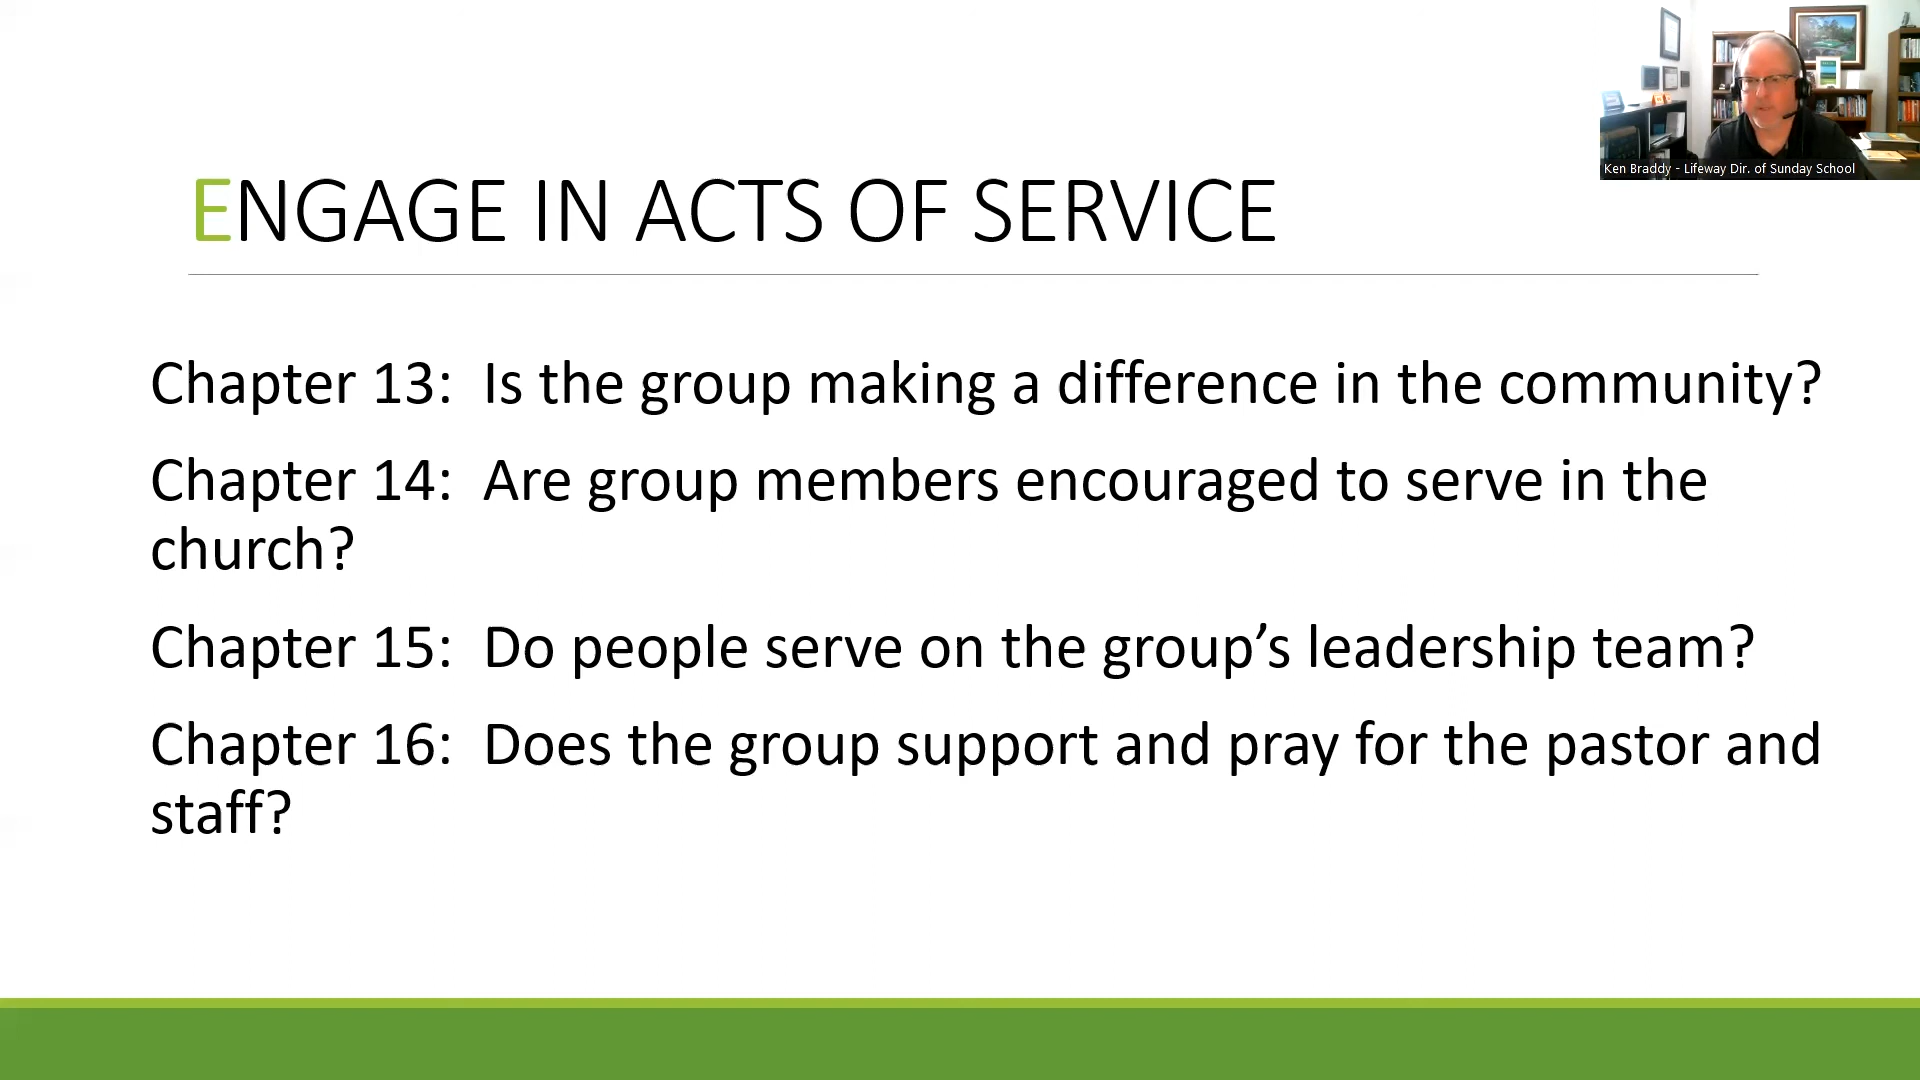 Ken Braddy - Lifeway Dir. of Sunday School
ENGAGE IN ACTS OF SERVICE
Chapter 13:  Is the group making a difference in the community?
Chapter 14:  Are group members encouraged to serve in the
church?
Chapter 15:  Do people serve on the group’s leadership team?
Chapter 16:  Does the group support and pray for the pastor and
staff?